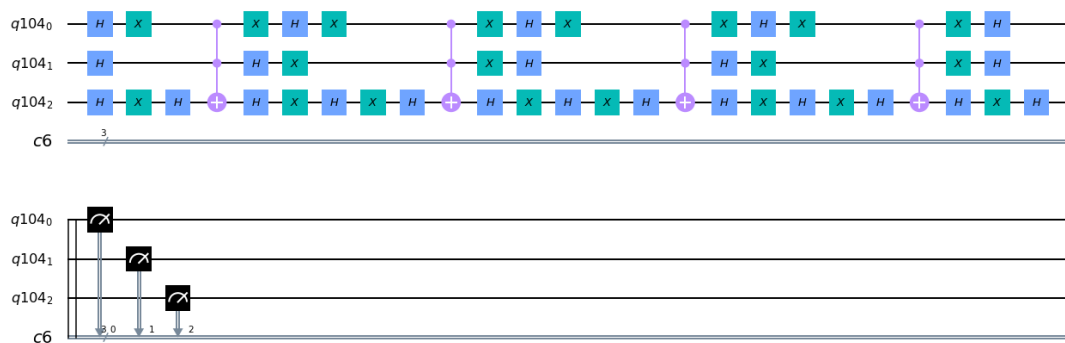 q104₀ H X X H X X H X X H X X H
q104₁ H H X X H H X X H
q104₂ H X H H X H X H H X H X H H X H X H H X H
3
c6
q104₀
q104₁
q104₂
c6 3 0 1 2